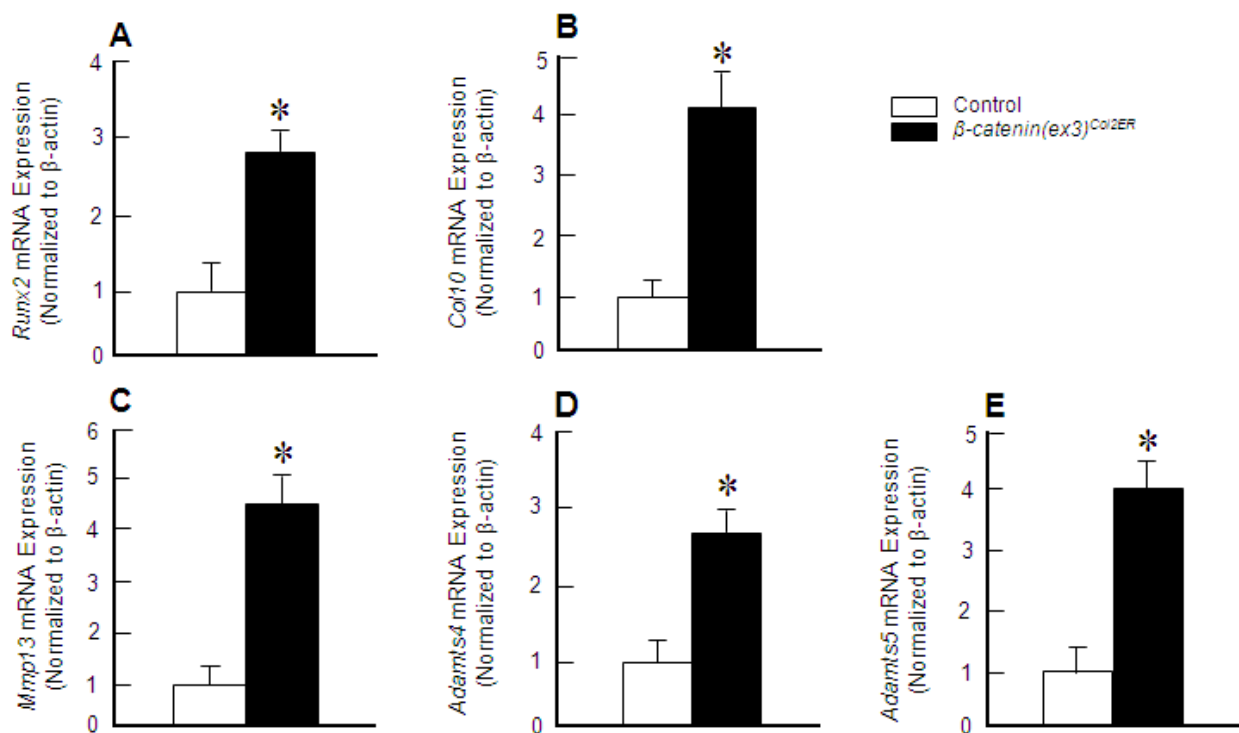 A
Runx2 mRNA Expression
(Normalized to β-actin)
4
3
2
1
0
*
B
Col10 mRNA Expression
(Normalized to β-actin)
5
4
3
2
1
0
*
Control
β-catenin(ex3)Col2ER
C
Mmp13 mRNA Expression
(Normalized to β-actin)
6
5
4
3
2
1
0
*
D
Adamts4 mRNA Expression
(Normalized to β-actin)
4
3
2
1
0
*
E
Adamts5 mRNA Expression
(Normalized to β-actin)
5
4
2
1
0
*